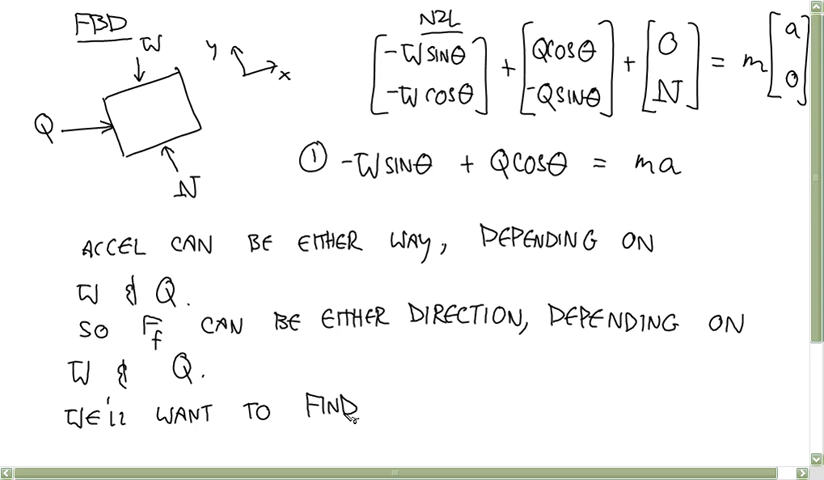 FBD
W
y
x
Q
N
N2L
[-W sinθ, -W cosθ] + [Q cosθ, -Q sinθ] + [0, N] = m [a, 0]
① -W sinθ + Q cosθ = ma
ACCEL CAN BE EITHER WAY, DEPENDING ON
W & Q.
SO Ff CAN BE EITHER DIRECTION, DEPENDING ON
W & Q.
WE'LL WANT TO FIND